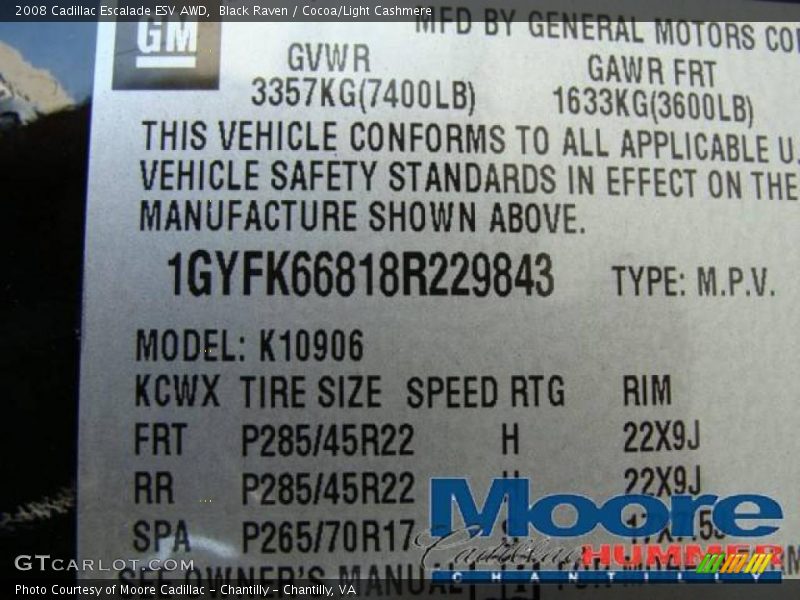 2008 Cadillac Escalade ESV AWD, Black Raven / Cocoa/Light Cashmere
GM
MFD BY GENERAL MOTORS
GVWR GAWR FRT
3357KG(7400LB) 1633KG(3600LB)
THIS VEHICLE CONFORMS TO ALL APPLICABLE U.
VEHICLE SAFETY STANDARDS IN EFFECT ON THE
MANUFACTURE SHOWN ABOVE.
1GYFK66818R229843 TYPE: M.P.V.
MODEL: K10906
KCWX TIRE SIZE SPEED RTG RIM
FRT P285/45R22 H 22X9J
RR P285/45R22 H 22X9J
SPA P265/70R17
Moore
Cadillac HUMMER
CHANTILLY
SEE OWNER'S MANUAL
GTCARLOT.COM
Photo Courtesy of Moore Cadillac - Chantilly - Chantilly, VA